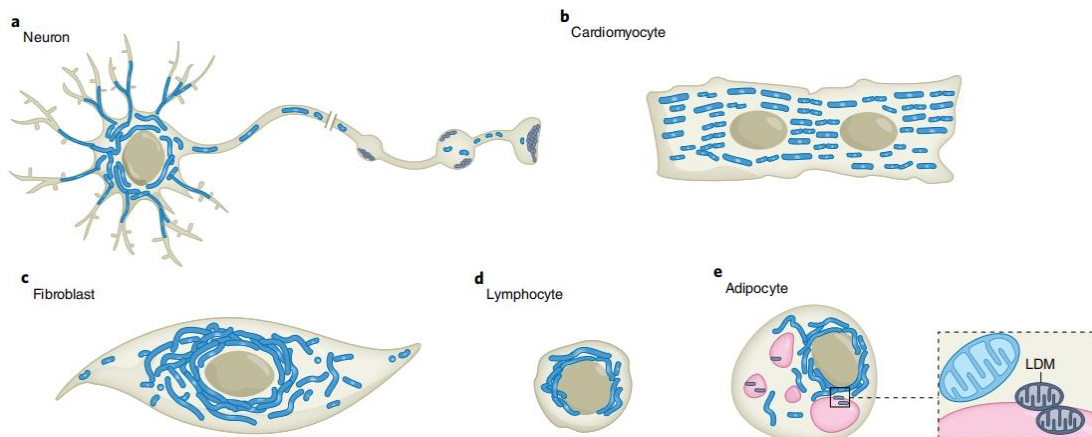 a
Neuron
b
Cardiomyocyte
c
Fibroblast
d
Lymphocyte
e
Adipocyte
LDM